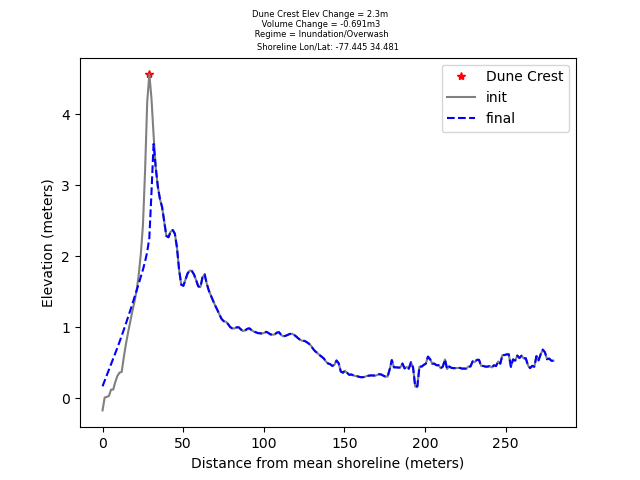 Dune Crest Elev Change = 2.3m
Volume Change = -0.691m3
Regime = Inundation/Overwash
Shoreline Lon/Lat: -77.445 34.481
Dune Crest
init
final
Elevation (meters)
4
3
2
1
0
0 50 100 150 200 250
Distance from mean shoreline (meters)